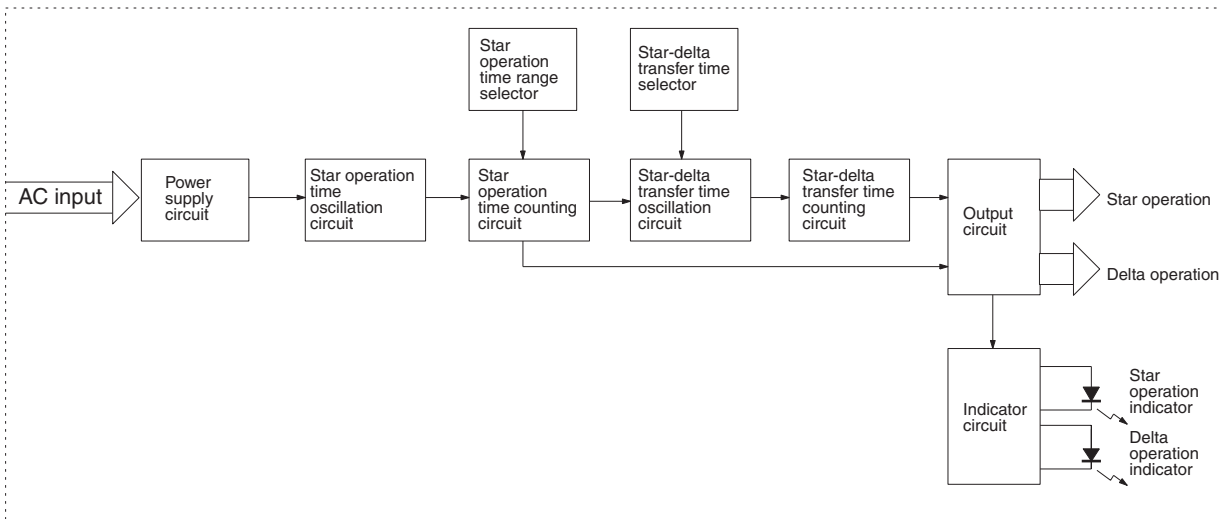 Star
operation
time range
selector
Star-delta
transfer time
selector
AC input
Power
supply
circuit
Star operation
time
oscillation
circuit
Star
operation
time counting
circuit
Star-delta
transfer time
oscillation circuit
Star-delta
transfer time
counting
circuit
Output
circuit
Star operation
Delta operation
Indicator
circuit
Star
operation
indicator
Delta
operation
indicator